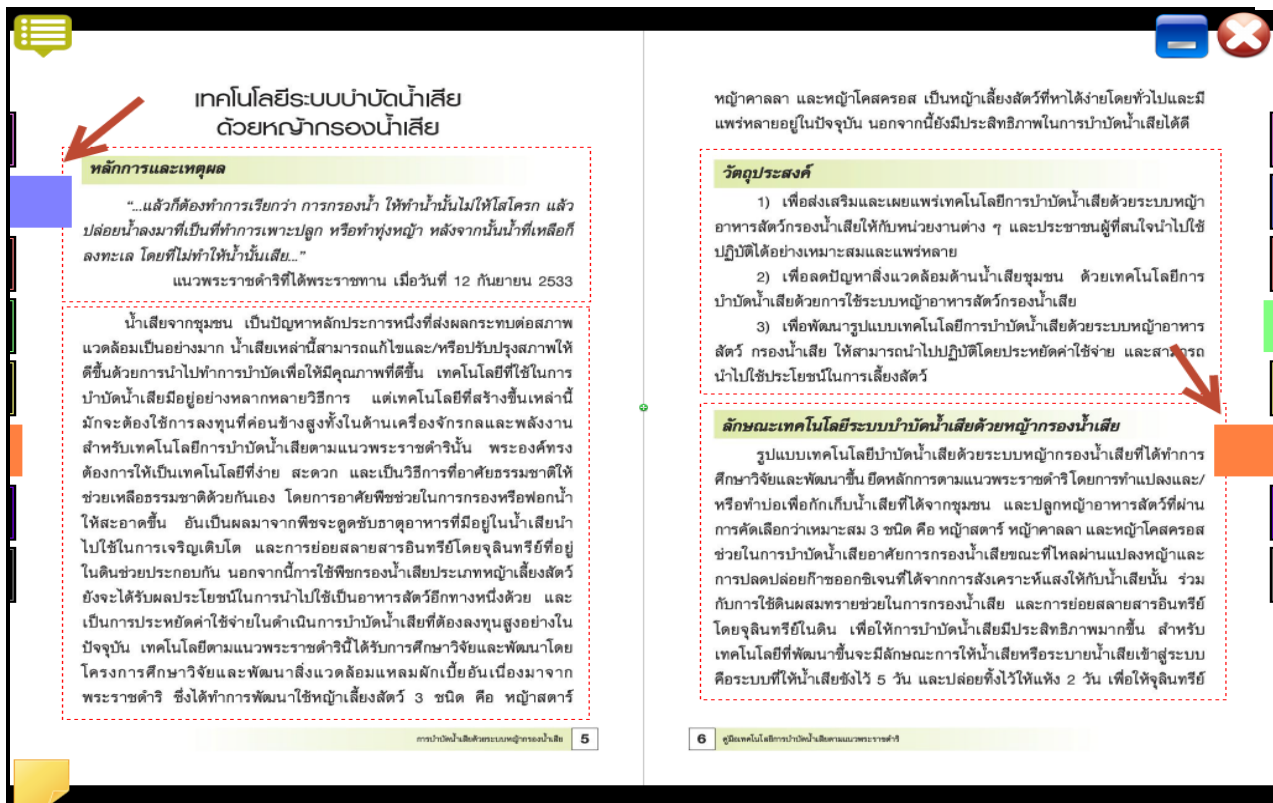 เทคโนโลยีระบบบำบัดน้ำเสีย
ด้วยหญ้ากรองน้ำเสีย
หลักการและเหตุผล
“...แล้วก็ต้องทำการเรียกว่า การกรองน้ำ ให้ทำน้ำนั้นไม่ให้โสโครก แล้ว
ปล่อยน้ำลงมาที่เป็นที่ทำการเพาะปลูก หรือทำทุ่งหญ้า หลังจากนั้นน้ำที่เหลือก็
ลงทะเล โดยที่ไม่ทำให้น้ำนั้นเสีย...”
แนวพระราชดำริที่ได้พระราชทาน เมื่อวันที่ 12 กันยายน 2533
น้ำเสียจากชุมชน เป็นปัญหาหลักประการหนึ่งที่ส่งผลกระทบต่อสภาพ
แวดล้อมเป็นอย่างมาก น้ำเสียเหล่านี้สามารถแก้ไขและ/หรือปรับปรุงสภาพให้
ดีขึ้นด้วยการนำไปทำการบำบัดเพื่อให้มีคุณภาพที่ดีขึ้น เทคโนโลยีที่ใช้ในการ
บำบัดน้ำเสียมีอยู่อย่างหลากหลายวิธีการ แต่เทคโนโลยีที่สร้างขึ้นเหล่านี้
มักจะต้องใช้การลงทุนที่ค่อนข้างสูงทั้งในด้านเครื่องจักรกลและพลังงาน
สำหรับเทคโนโลยีการบำบัดน้ำเสียตามแนวพระราชดำรินั้น พระองค์ทรง
ต้องการให้เป็นเทคโนโลยีที่ง่าย สะดวก และเป็นวิธีการที่อาศัยธรรมชาติให้
ช่วยเหลือธรรมชาติด้วยกันเอง โดยการอาศัยพืชช่วยในการกรองหรือฟอกน้ำ
ให้สะอาดขึ้น อันเป็นผลมาจากพืชจะดูดซับธาตุอาหารที่มีอยู่ในน้ำเสียนำ
ไปใช้ในการเจริญเติบโต และการย่อยสลายสารอินทรีย์โดยจุลินทรีย์ที่อยู่
ในดินช่วยประกอบกัน นอกจากนี้การใช้พืชกรองน้ำเสียประเภทหญ้าเลี้ยงสัตว์
ยังจะได้รับผลประโยชน์ในการนำไปใช้เป็นอาหารสัตว์อีกทางหนึ่งด้วย และ
เป็นการประหยัดค่าใช้จ่ายในดำเนินการบำบัดน้ำเสียที่ต้องลงทุนสูงอย่างใน
ปัจจุบัน เทคโนโลยีตามแนวพระราชดำรินี้ได้รับการศึกษาวิจัยและพัฒนาโดย
โครงการศึกษาวิจัยและพัฒนาสิ่งแวดล้อมแหลมผักเบี้ยอันเนื่องมาจาก
พระราชดำริ ซึ่งได้ทำการพัฒนาใช้หญ้าเลี้ยงสัตว์ 3 ชนิด คือ หญ้าสตาร์
การบำบัดน้ำเสียด้วยระบบหญ้ากรองน้ำเสีย 5
หญ้าคาลลา และหญ้าโคสครอส เป็นหญ้าเลี้ยงสัตว์ที่หาได้ง่ายโดยทั่วไปและมี
แพร่หลายอยู่ในปัจจุบัน นอกจากนี้ยังมีประสิทธิภาพในการบำบัดน้ำเสียได้ดี
วัตถุประสงค์
1) เพื่อส่งเสริมและเผยแพร่เทคโนโลยีการบำบัดน้ำเสียด้วยระบบหญ้า
อาหารสัตว์กรองน้ำเสียให้กับหน่วยงานต่าง ๆ และประชาชนผู้ที่สนใจนำไปใช้
ปฏิบัติได้อย่างเหมาะสมและแพร่หลาย
2) เพื่อลดปัญหาสิ่งแวดล้อมด้านน้ำเสียชุมชน ด้วยเทคโนโลยีการ
บำบัดน้ำเสียด้วยการใช้ระบบหญ้าอาหารสัตว์กรองน้ำเสีย
3) เพื่อพัฒนารูปแบบเทคโนโลยีการบำบัดน้ำเสียด้วยระบบหญ้าอาหาร
สัตว์ กรองน้ำเสีย ให้สามารถนำไปปฏิบัติโดยประหยัดค่าใช้จ่าย และสามารถ
นำไปใช้ประโยชน์ในการเลี้ยงสัตว์
ลักษณะเทคโนโลยีระบบบำบัดน้ำเสียด้วยหญ้ากรองน้ำเสีย
รูปแบบเทคโนโลยีบำบัดน้ำเสียด้วยระบบหญ้ากรองน้ำเสียที่ได้ทำการ
ศึกษาวิจัยและพัฒนาขึ้น ยึดหลักการตามแนวพระราชดำริ โดยการทำแปลงและ/
หรือทำบ่อเพื่อกักเก็บน้ำเสียที่ได้จากชุมชน และปลูกหญ้าอาหารสัตว์ที่ผ่าน
การคัดเลือกว่าเหมาะสม 3 ชนิด คือ หญ้าสตาร์ หญ้าคาลลา และหญ้าโคสครอส
ช่วยในการบำบัดน้ำเสียอาศัยการกรองน้ำเสียขณะที่ไหลผ่านแปลงหญ้าและ
การปลดปล่อยก๊าซออกซิเจนที่ได้จากการสังเคราะห์แสงให้กับน้ำเสียนั้น ร่วม
กับการใช้ดินผสมทรายช่วยในการกรองน้ำเสีย และการย่อยสลายสารอินทรีย์
โดยจุลินทรีย์ในดิน เพื่อให้การบำบัดน้ำเสียมีประสิทธิภาพมากขึ้น สำหรับ
เทคโนโลยีที่พัฒนาขึ้นจะมีลักษณะการให้น้ำเสียหรือระบายน้ำเสียเข้าสู่ระบบ
คือระบบที่ให้น้ำเสียขังไว้ 5 วัน และปล่อยทิ้งไว้ให้แห้ง 2 วัน เพื่อให้จุลินทรีย์
6 คู่มือเทคโนโลยีการบำบัดน้ำเสียตามแนวพระราชดำริ